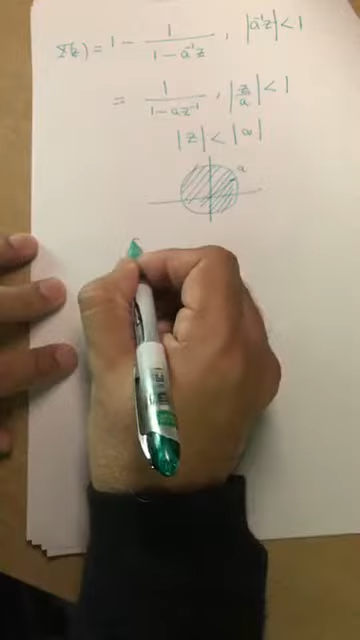 X(z) = 1 - 1/(1 - a⁻¹z) , |a⁻¹z| < 1
= 1/(1 - az⁻¹) , |z/a| < 1
|z| < |a|
a